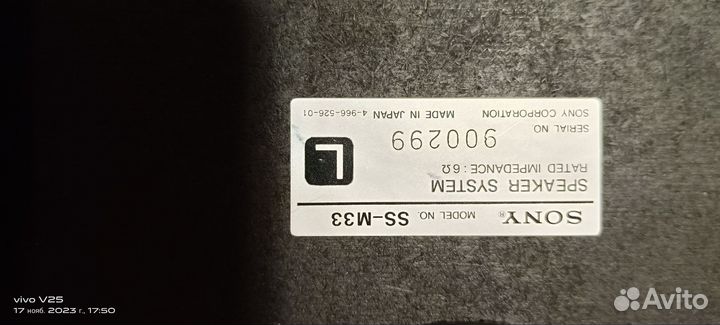 SONY® MODEL NO. SS-M33
SPEAKER SYSTEM
RATED IMPEDANCE : 6Ω
L
SERIAL NO. 900299
SONY CORPORATION MADE IN JAPAN 4-966-526-01
vivo V25
17 нояб. 2023 г., 17:50
Avito